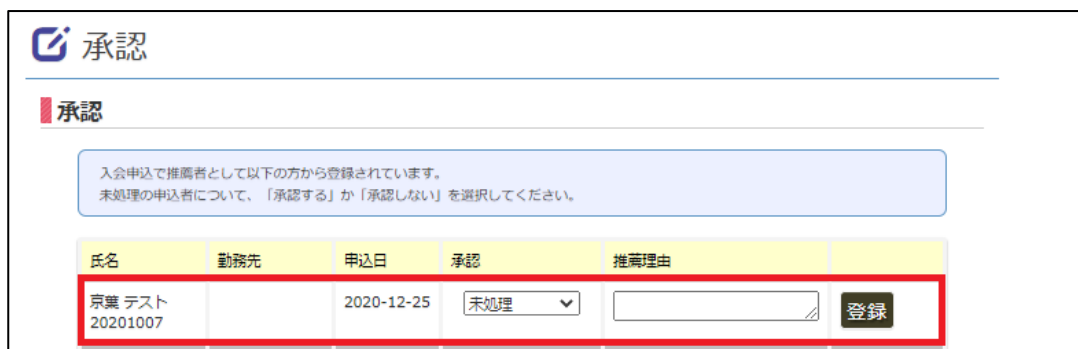 承認
承認
入会申込で推薦者として以下の方から登録されています。
未処理の申込者について、「承認する」か「承認しない」を選択してください。
氏名 勤務先 申込日 承認 推薦理由
京葉 テスト 2020-12-25 未処理 登録
20201007